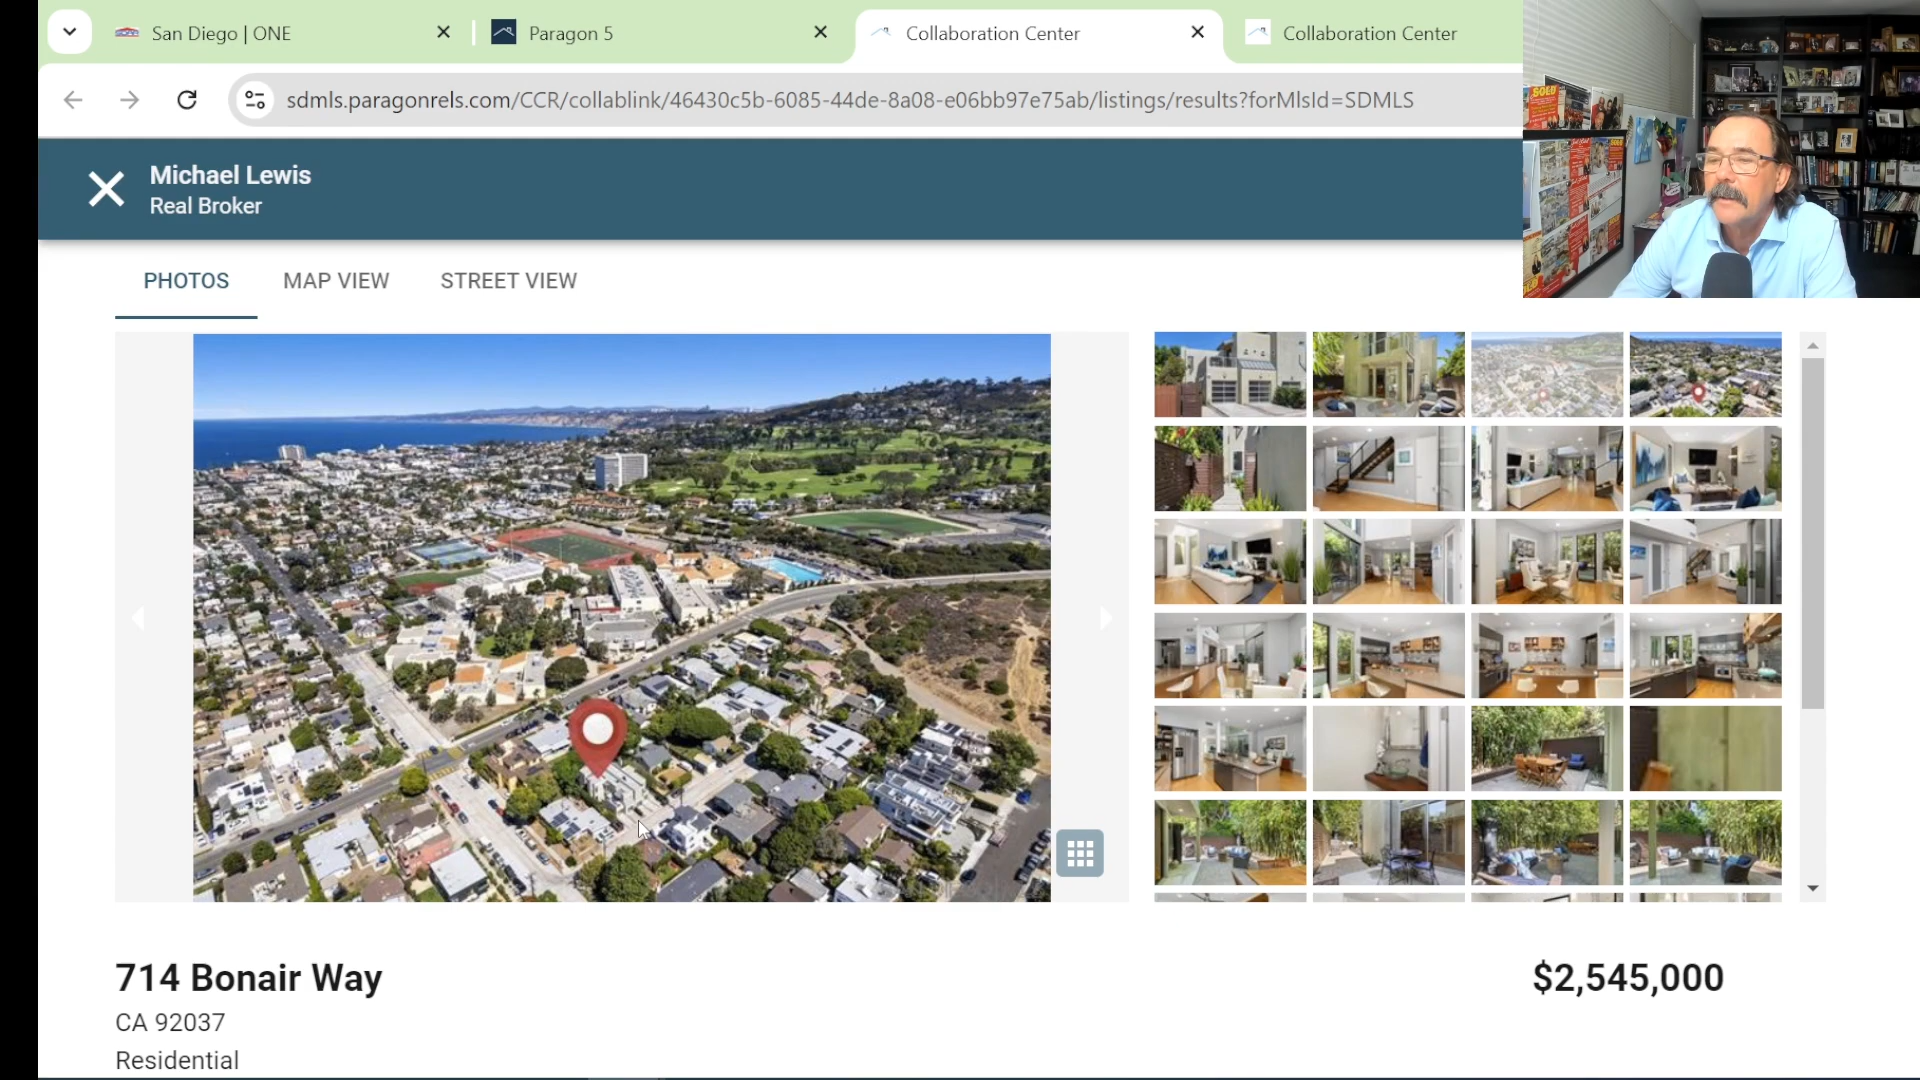 San Diego | ONE
Paragon 5
Collaboration Center
Collaboration Center
sdmls.paragonrels.com/CCR/collablink/46430c5b-6085-44de-8a08-e06bb97e75ab/listings/results?forMlsId=SDMLS
Michael Lewis
Real Broker
SOLD
PHOTOS
MAP VIEW
STREET VIEW
714 Bonair Way
$2,545,000
CA 92037
Residential